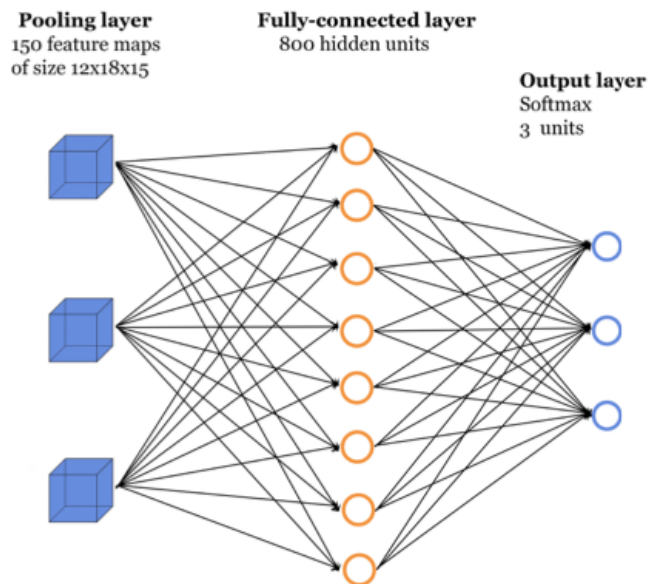 Pooling layer
150 feature maps
of size 12x18x15
Fully-connected layer
800 hidden units
Output layer
Softmax
3 units